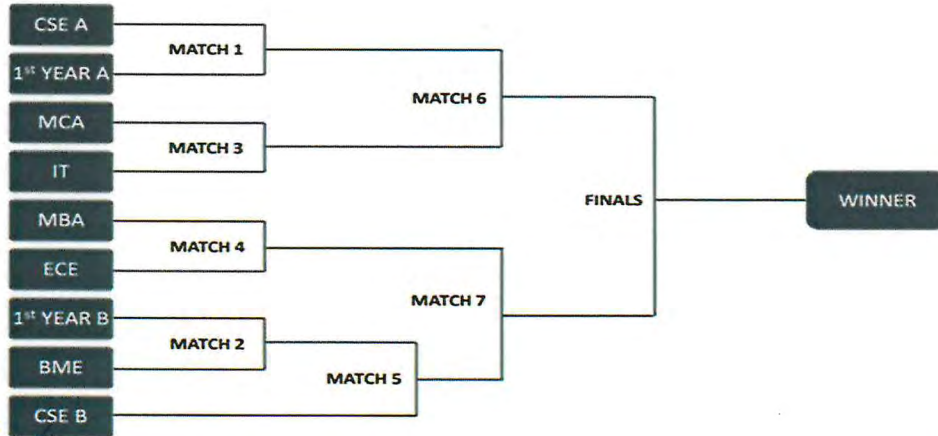 CSE A
MATCH 1
1st YEAR A
MATCH 6
MCA
MATCH 3
IT
FINALS
WINNER
MBA
MATCH 4
ECE
MATCH 7
1st YEAR B
MATCH 2
BME
MATCH 5
CSE B